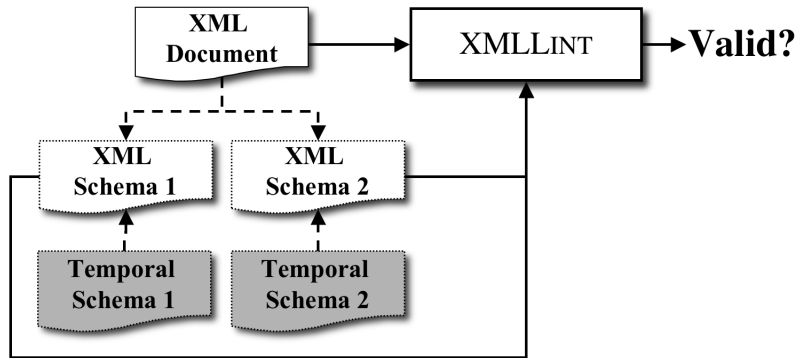 XML
Document
XMLLINT
Valid?
XML
Schema 1
XML
Schema 2
Temporal
Schema 1
Temporal
Schema 2